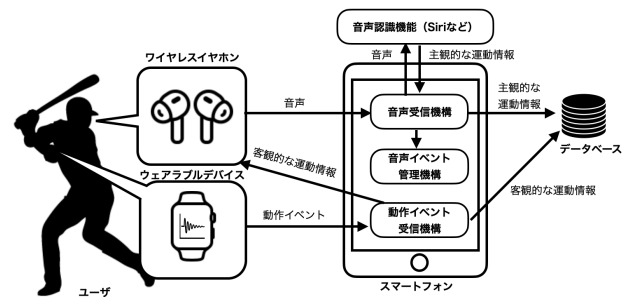 音声認識機能（Siriなど）
音声
主観的な運動情報
ワイヤレスイヤホン
音声
音声受信機構
主観的な
運動情報
データベース
音声イベント
管理機構
客観的な運動情報
ウェアラブルデバイス
動作イベント
動作イベント
受信機構
客観的な運動情報
ユーザ
スマートフォン